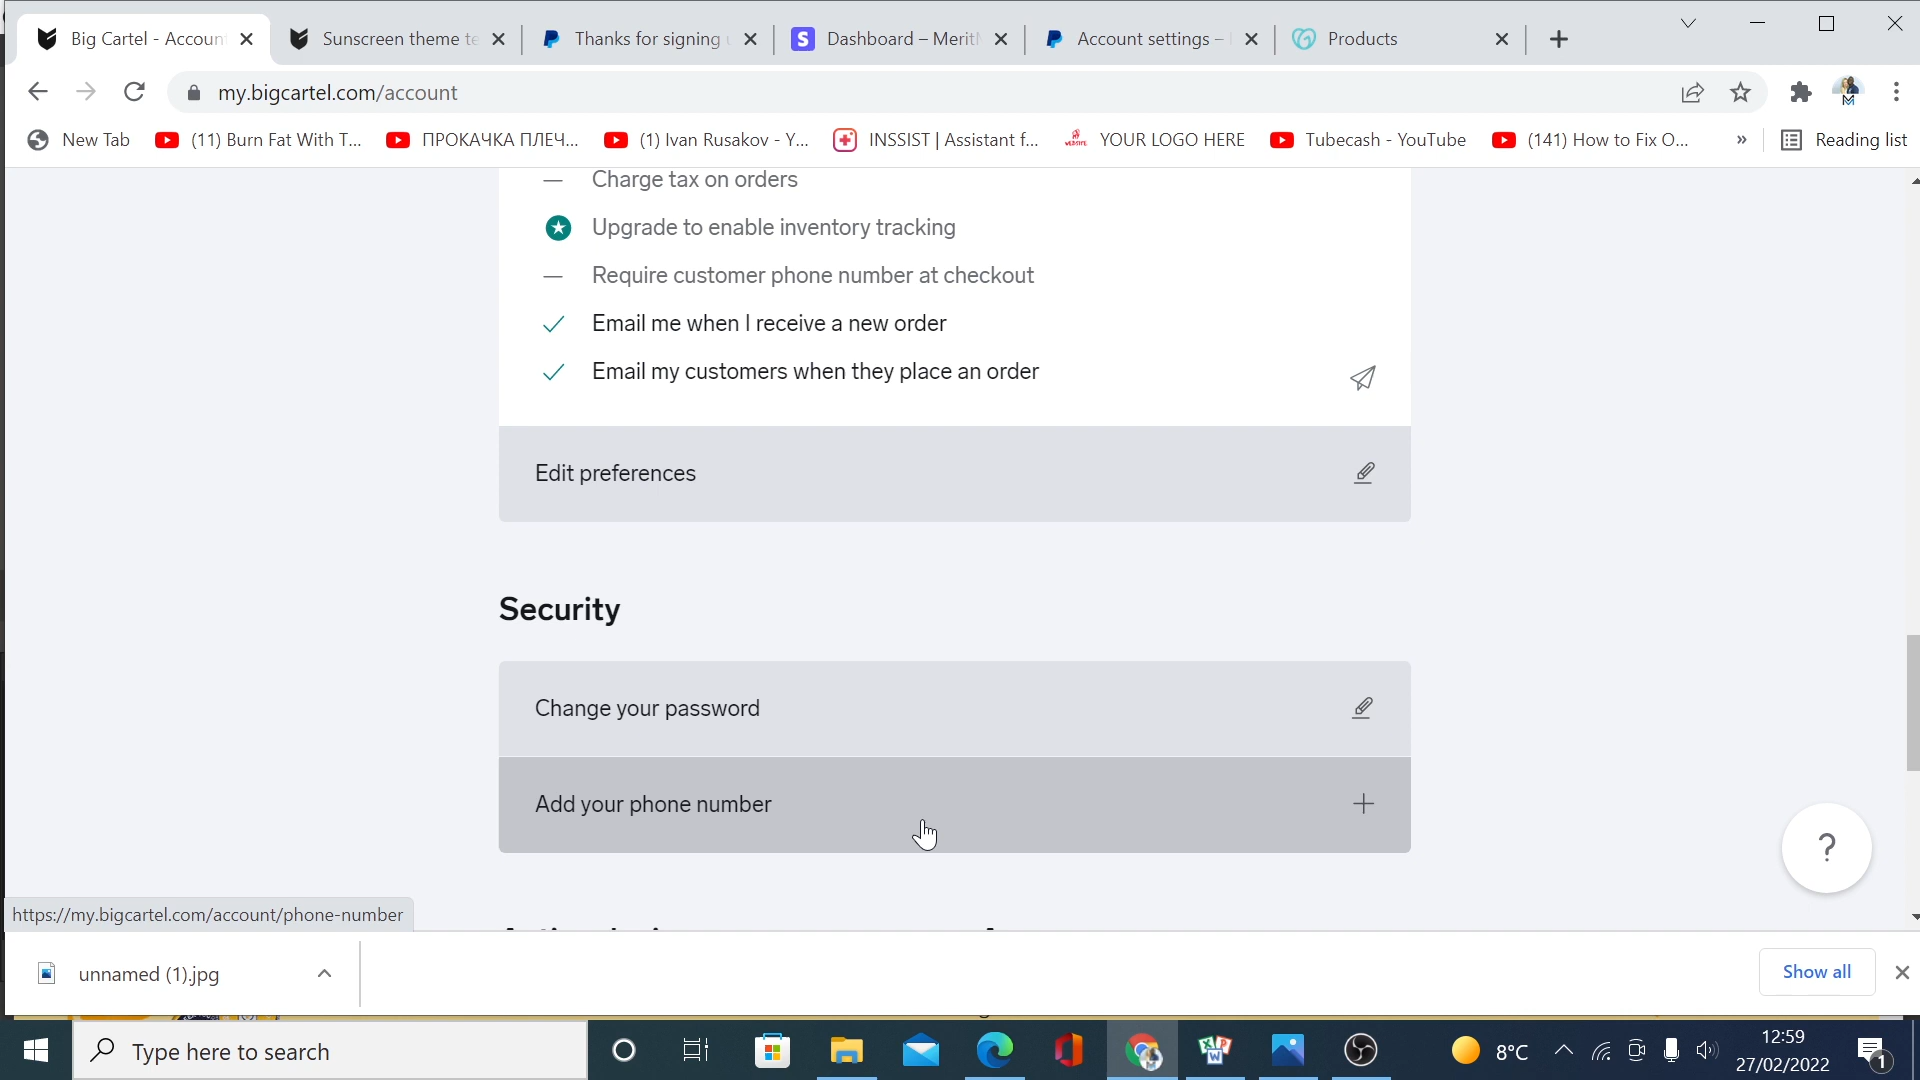 Big Cartel - Accoun
Sunscreen theme te
Thanks for signing u
Dashboard – Merit
Account settings –
Products
my.bigcartel.com/account
New Tab
(11) Burn Fat With T...
ПРОКАЧКА ПЛЕЧ...
(1) Ivan Rusakov - Y...
INSSIST | Assistant f...
YOUR LOGO HERE
Tubecash - YouTube
(141) How to Fix O...
»
Reading list
Charge tax on orders
Upgrade to enable inventory tracking
Require customer phone number at checkout
Email me when I receive a new order
Email my customers when they place an order
Edit preferences
Security
Change your password
Add your phone number
?
https://my.bigcartel.com/account/phone-number
unnamed (1).jpg
Show all
Type here to search
8°C
12:59
27/02/2022
1